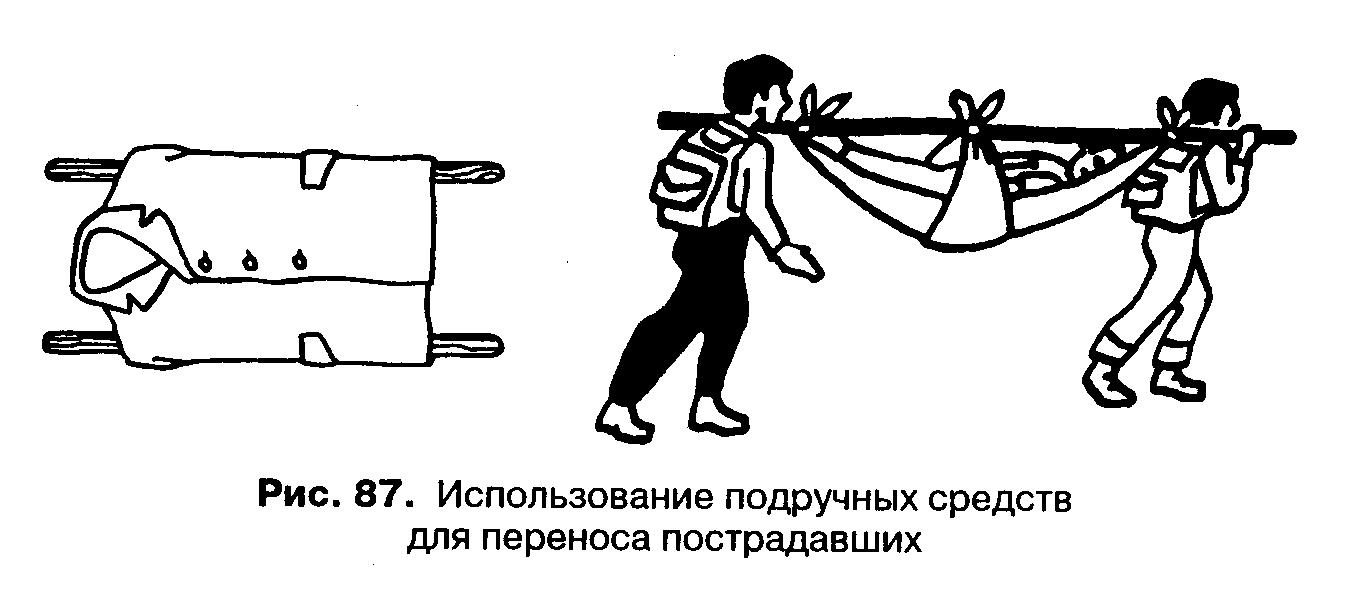 Рис. 87. Использование подручных средств
для переноса пострадавших